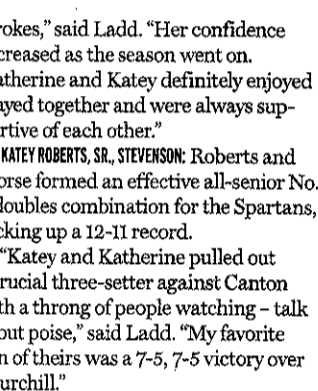 okes," said Ladd. "Her confidence
creased as the season went on.
atherine and Katey definitely enjoyed
ayed together and were always sup-
rtive of each other."
KATEY ROBERTS, SR., STEVENSON: Roberts and
orse formed an effective all-senior No.
doubles combination for the Spartans,
cking up a 12-11 record.
"Katey and Katherine pulled out
rucial three-setter against Canton
th a throng of people watching – talk
out poise," said Ladd. "My favorite
n of theirs was a 7-5, 7-5 victory over
urchill."